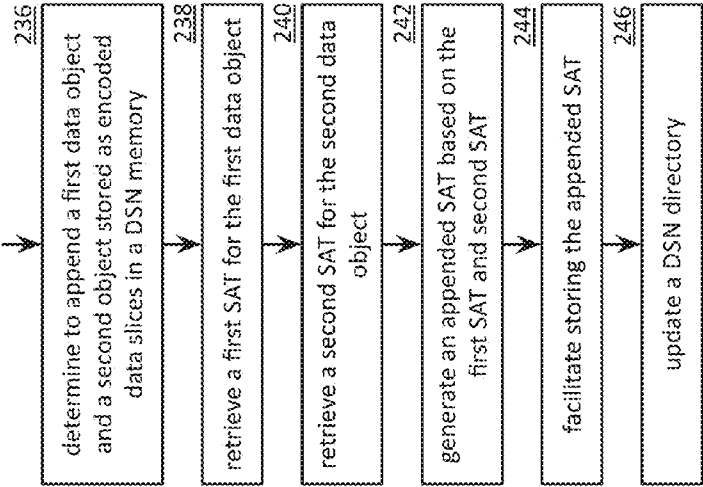 236
determine to append a first data object
and a second object stored as encoded
data slices in a DSN memory
238
retrieve a first SAT for the first data object
240
retrieve a second SAT for the second data
object
242
generate an appended SAT based on the
first SAT and second SAT
244
facilitate storing the appended SAT
246
update a DSN directory